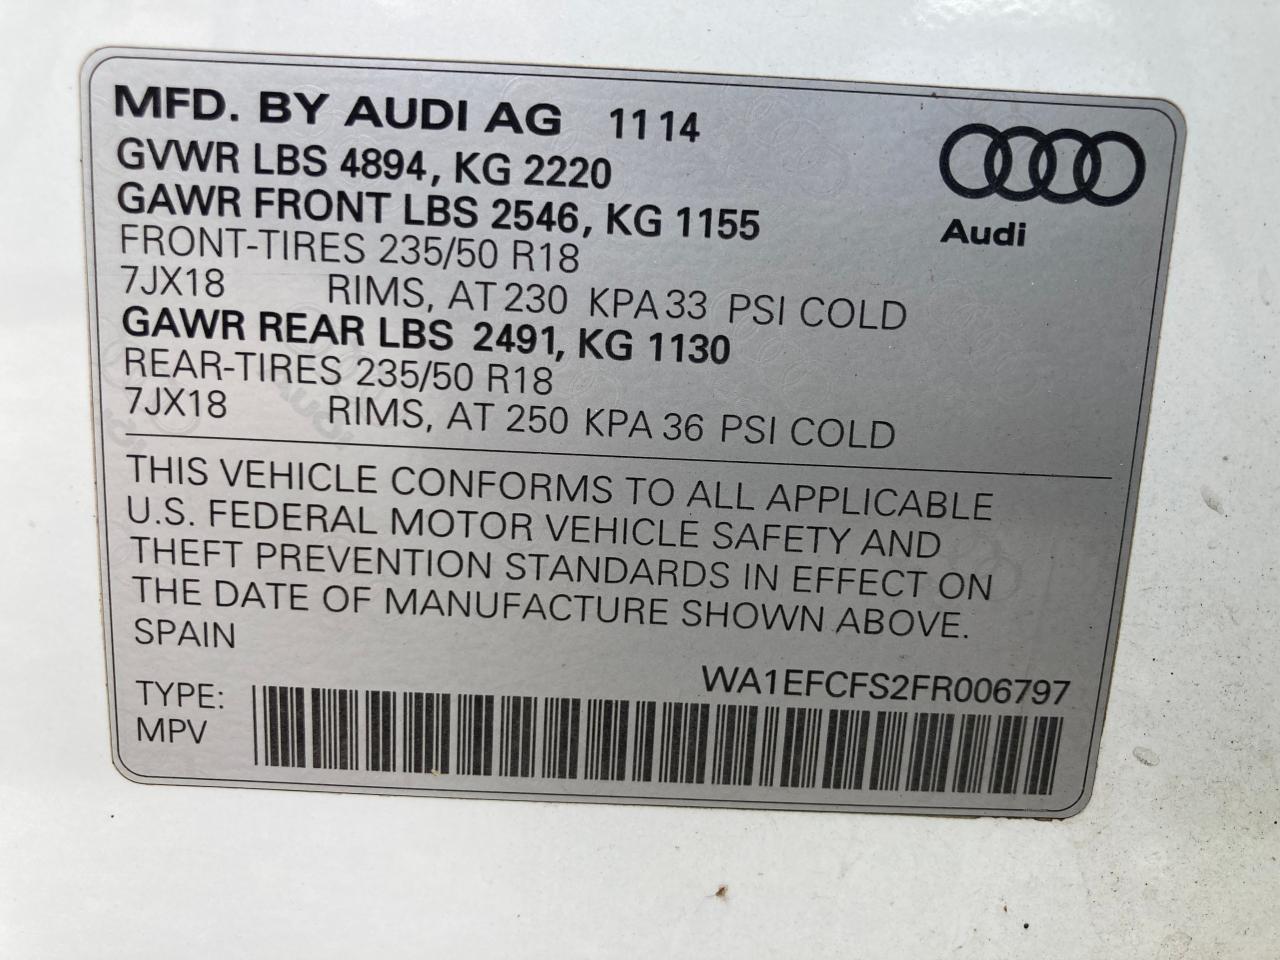 MFD. BY AUDI AG 11 14
GVWR LBS 4894, KG 2220
GAWR FRONT LBS 2546, KG 1155
FRONT-TIRES 235/50 R18
7JX18 RIMS, AT 230 KPA 33 PSI COLD
GAWR REAR LBS 2491, KG 1130
REAR-TIRES 235/50 R18
7JX18 RIMS, AT 250 KPA 36 PSI COLD
Audi
THIS VEHICLE CONFORMS TO ALL APPLICABLE
U.S. FEDERAL MOTOR VEHICLE SAFETY AND
THEFT PREVENTION STANDARDS IN EFFECT ON
THE DATE OF MANUFACTURE SHOWN ABOVE.
SPAIN
WA1EFCFS2FR006797
TYPE:
MPV